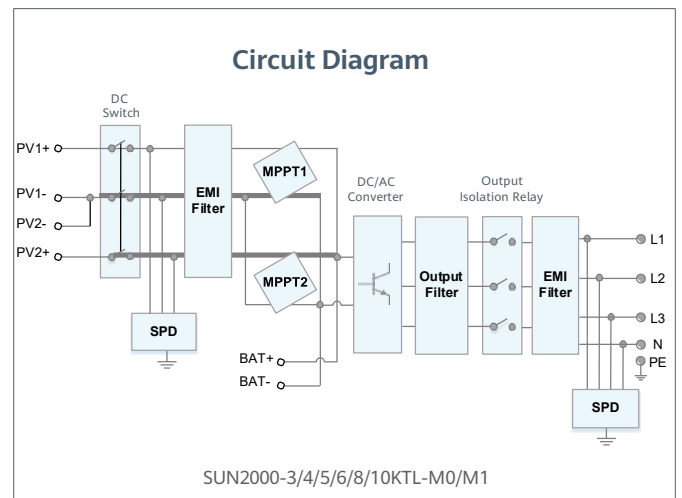 Circuit Diagram
DC
Switch
PV1+
PV1-
PV2-
PV2+
EMI
Filter
MPPT1
MPPT2
SPD
BAT+
BAT-
DC/AC
Converter
Output
Filter
Output
Isolation Relay
EMI
Filter
L1
L2
L3
N
PE
SPD
SUN2000-3/4/5/6/8/10KTL-M0/M1